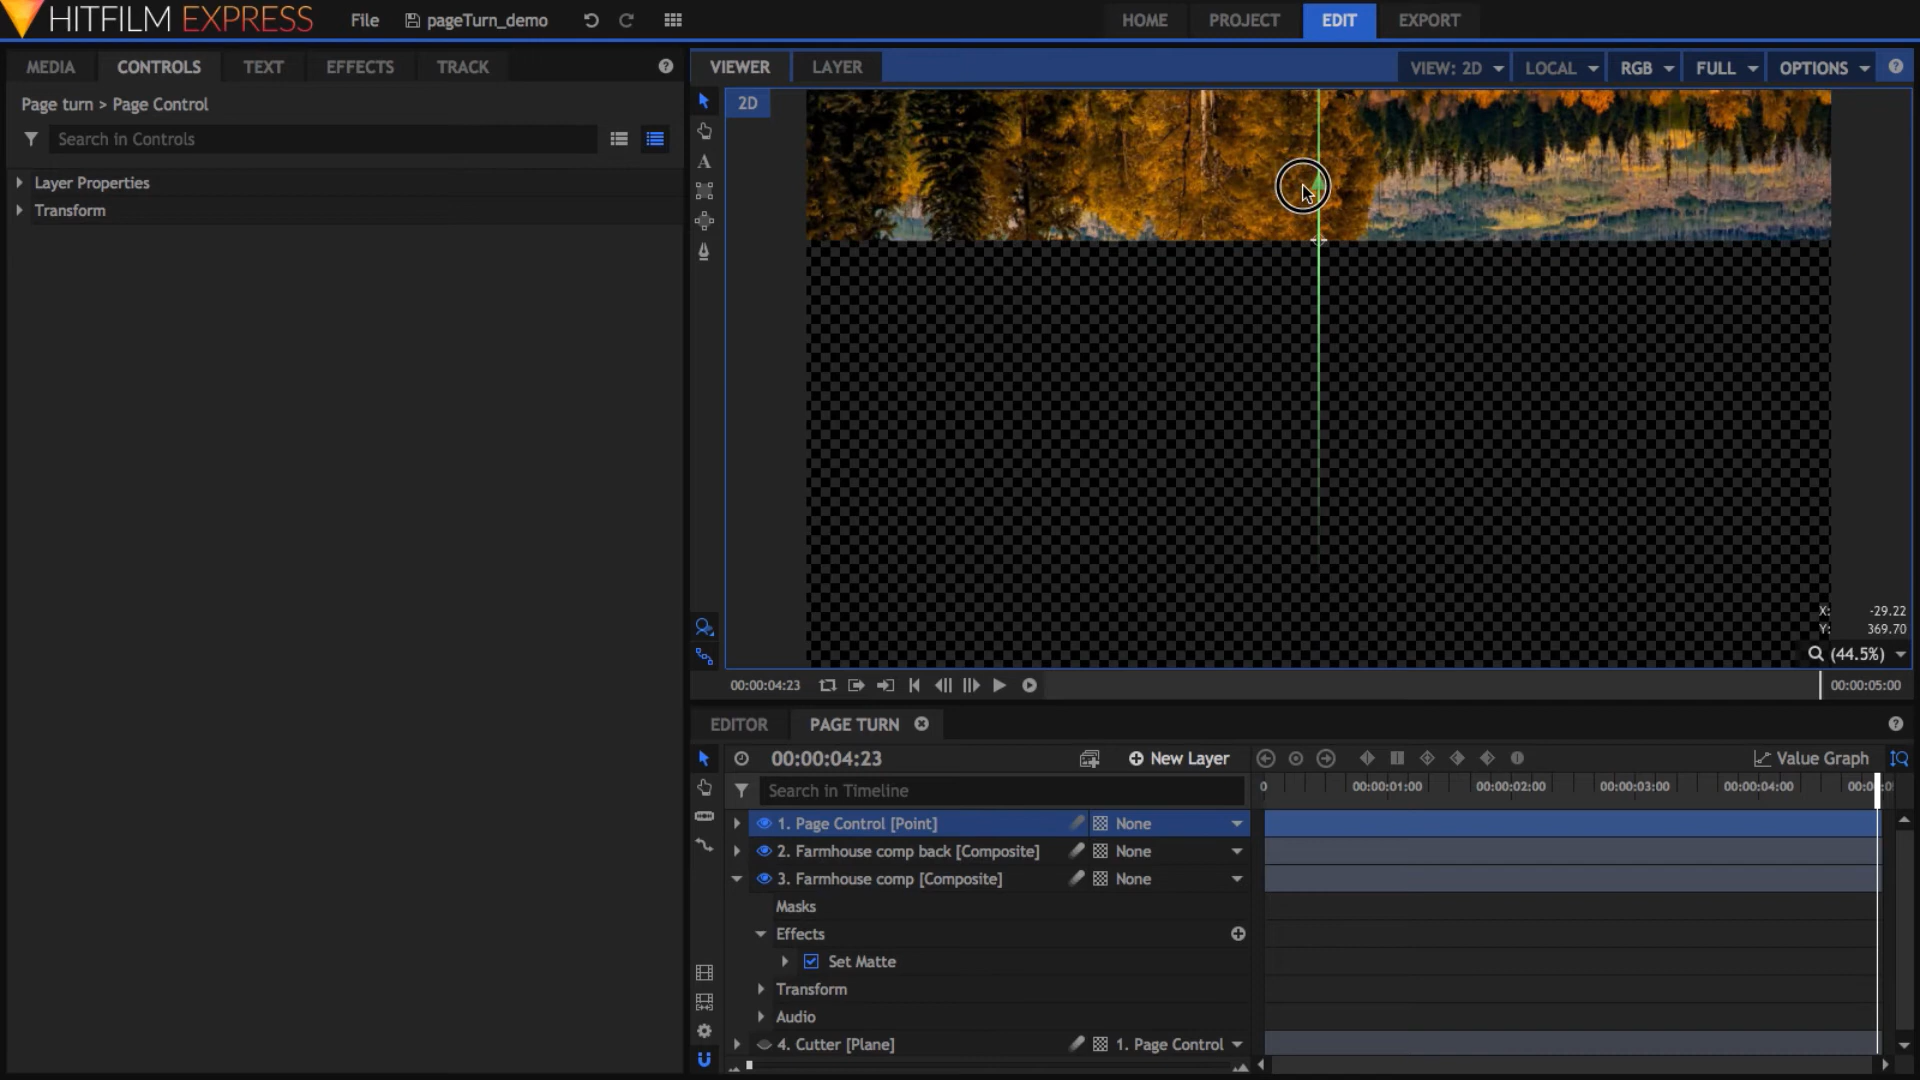 HITFILM EXPRESS File pageTurn_demo HOME PROJECT EDIT EXPORT
MEDIA CONTROLS TEXT EFFECTS TRACK
VIEWER LAYER VIEW: 2D LOCAL RGB FULL OPTIONS
Page turn > Page Control
2D
A
Search in Controls
Layer Properties
Transform
X: -29.22
Y: 369.70
(44.5%)
00:00:04:23 00:00:05:00
EDITOR PAGE TURN
00:00:04:23 New Layer Value Graph
Search in Timeline
0 00:00:01:00 00:00:02:00 00:00:03:00 00:00:04:00 00:00:05
1. Page Control [Point] None
2. Farmhouse comp back [Composite] None
3. Farmhouse comp [Composite] None
Masks
Effects
Set Matte
Transform
Audio
4. Cutter [Plane] 1. Page Control